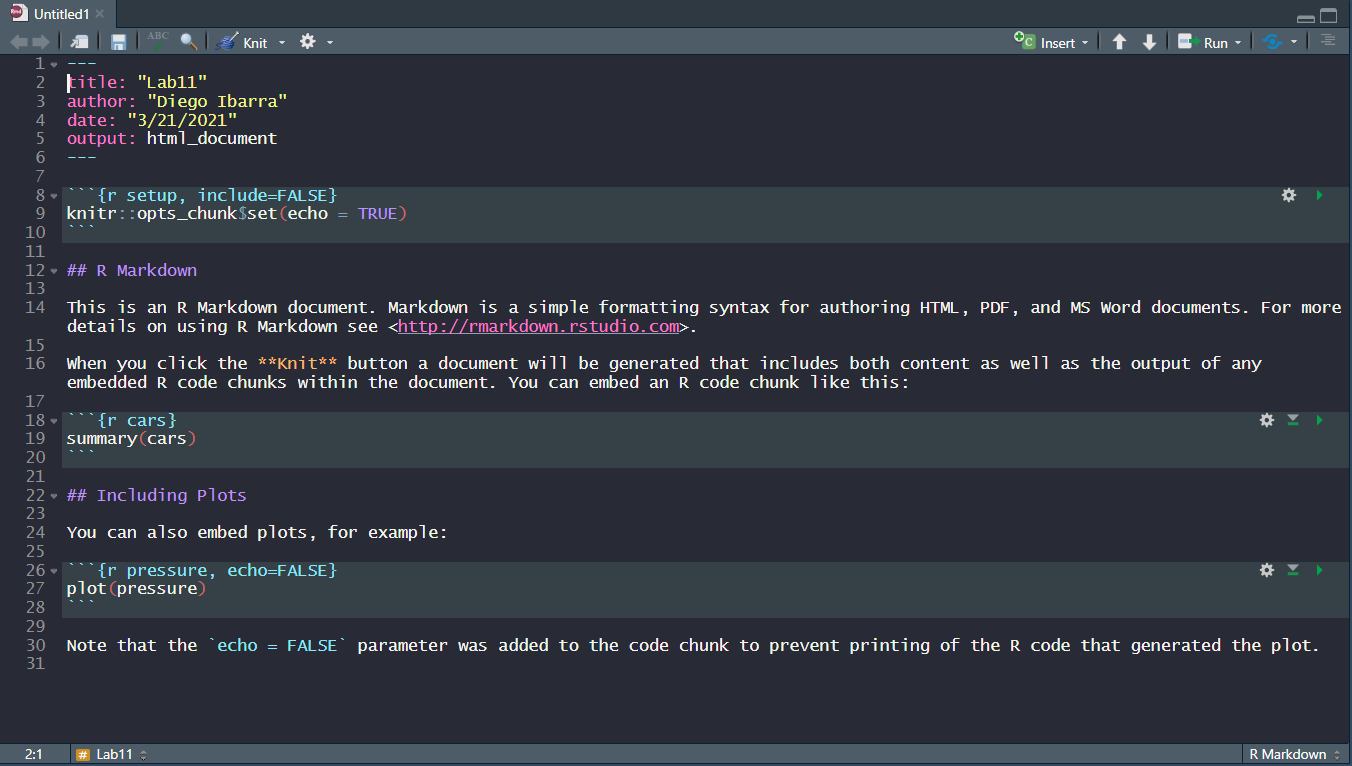 Untitled1
ABC Knit Insert Run
1 ---
2 title: "Lab11"
3 author: "Diego Ibarra"
4 date: "3/21/2021"
5 output: html_document
6 ---
7
8 ```{r setup, include=FALSE}
9 knitr::opts_chunk$set(echo = TRUE)
10 ```
11
12 ## R Markdown
13
14 This is an R Markdown document. Markdown is a simple formatting syntax for authoring HTML, PDF, and MS Word documents. For more
details on using R Markdown see <http://rmarkdown.rstudio.com>.
15
16 When you click the **Knit** button a document will be generated that includes both content as well as the output of any
embedded R code chunks within the document. You can embed an R code chunk like this:
17
18 ```{r cars}
19 summary(cars)
20 ```
21
22 ## Including Plots
23
24 You can also embed plots, for example:
25
26 ```{r pressure, echo=FALSE}
27 plot(pressure)
28 ```
29
30 Note that the `echo = FALSE` parameter was added to the code chunk to prevent printing of the R code that generated the plot.
31
2:1 # Lab11 R Markdown